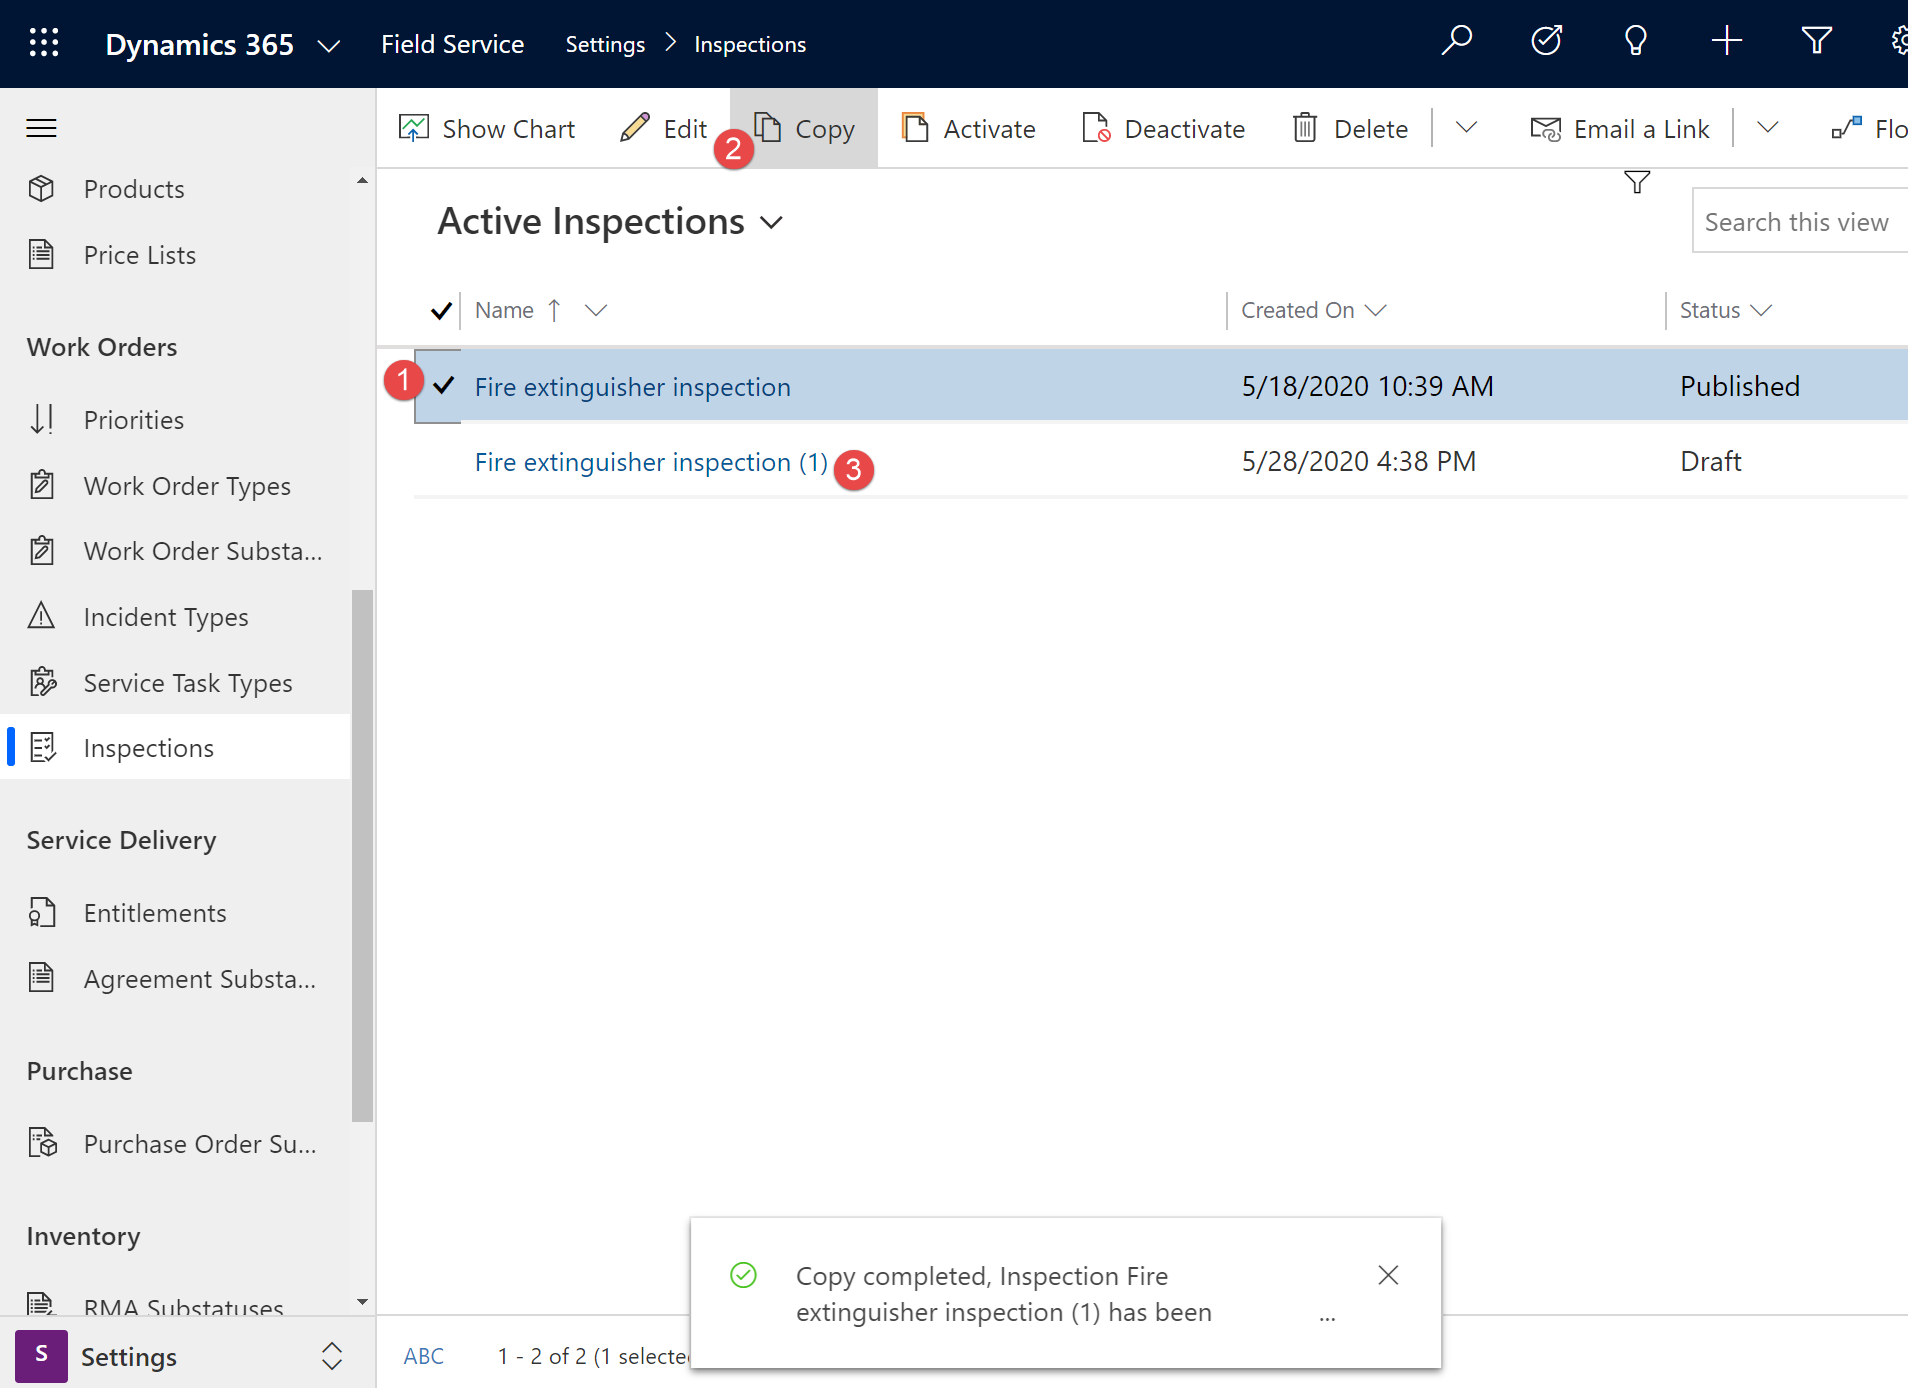 Dynamics 365 Field Service Settings Inspections
Show Chart Edit Copy Activate Deactivate Delete Email a Link Flo
2
Products
Price Lists
Work Orders
Priorities
Work Order Types
Work Order Substa...
Incident Types
Service Task Types
Inspections
Service Delivery
Entitlements
Agreement Substa...
Purchase
Purchase Order Su...
Inventory
RMA Substatuses
S Settings
Active Inspections
Search this view
Name Created On Status
1 Fire extinguisher inspection 5/18/2020 10:39 AM Published
Fire extinguisher inspection (1) 3 5/28/2020 4:38 PM Draft
Copy completed, Inspection Fire
extinguisher inspection (1) has been ...
ABC 1 - 2 of 2 (1 selected